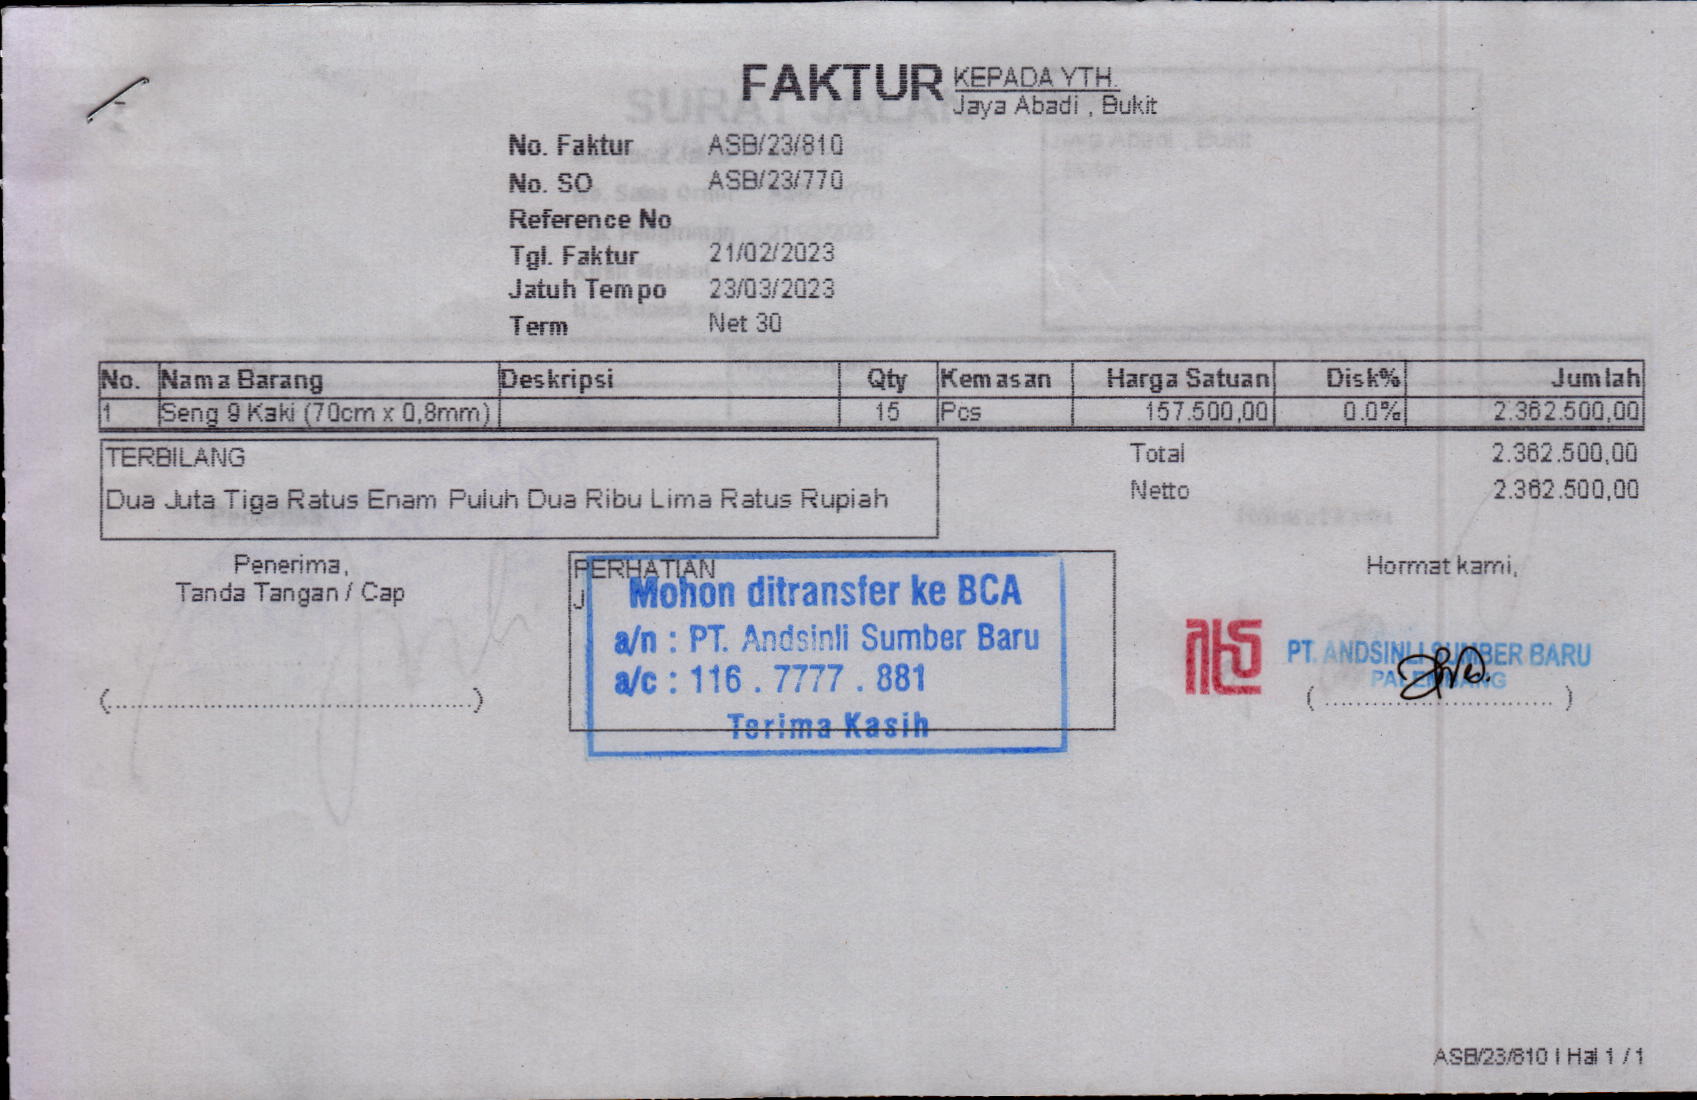 FAKTUR
KEPADA YTH.
Jaya Abadi , Bukit
No. Faktur ASB/23/810
No. SO ASB/23/770
Reference No
Tgl. Faktur 21/02/2023
Jatuh Tempo 23/03/2023
Term Net 30
No. Nama Barang Deskripsi Qty Kemasan Harga Satuan Disk% Jumlah
1 Seng 9 Kaki (70cm x 0,8mm) 15 Pcs 157.500,00 0.0% 2.362.500,00
TERBILANG
Dua Juta Tiga Ratus Enam Puluh Dua Ribu Lima Ratus Rupiah
Total 2.362.500,00
Netto 2.362.500,00
Penerima,
Tanda Tangan / Cap
(....................................................)
PERHATIAN
Mohon ditransfer ke BCA
a/n : PT. Andsinli Sumber Baru
a/c : 116 . 7777 . 881
Terima Kasih
Hormat kami,
PT. ANDSINLI SUMBER BARU
PALEMBANG
( ............................... )
ASB/23/810 | Hal 1 / 1